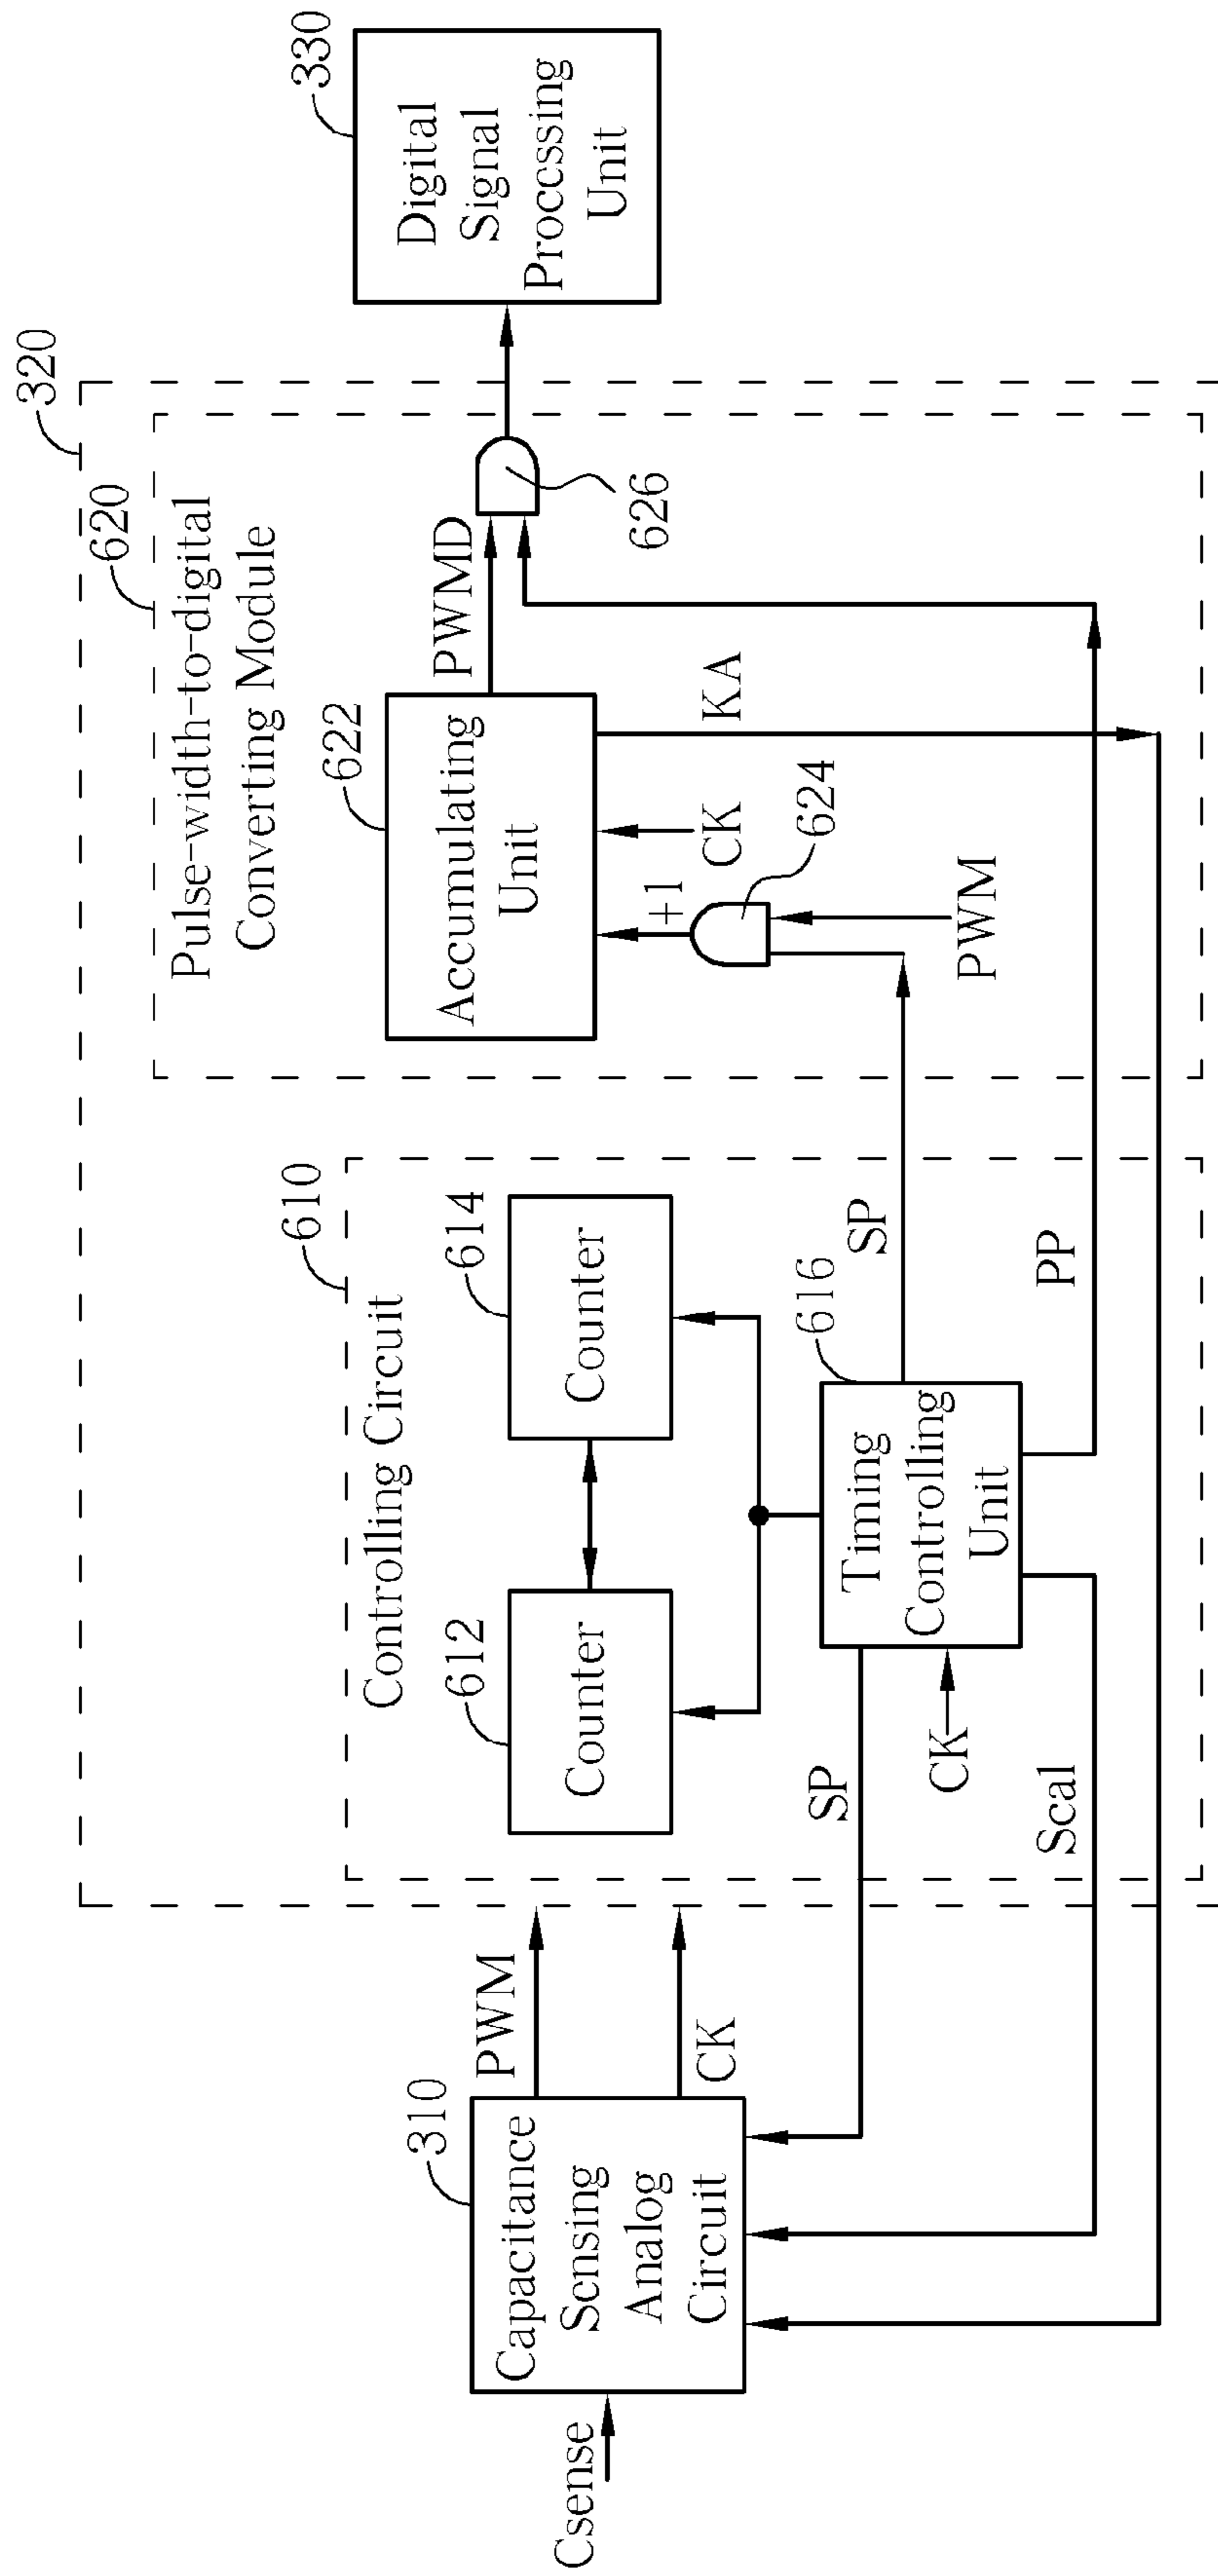 320
620
Pulse-width-to-digital
Converting Module
330
Digital
Signal
Proccssing
Unit
622
Accumulating
Unit
PWMD
626
KA
CK
+1
624
PWM
610
Controlling Circuit
612
Counter
614
Counter
616
Timing
Controlling
Unit
SP
SP
CK
PP
Scal
310
Capacitance
Scnsing
Analog
Circuit
PWM
CK
Csense